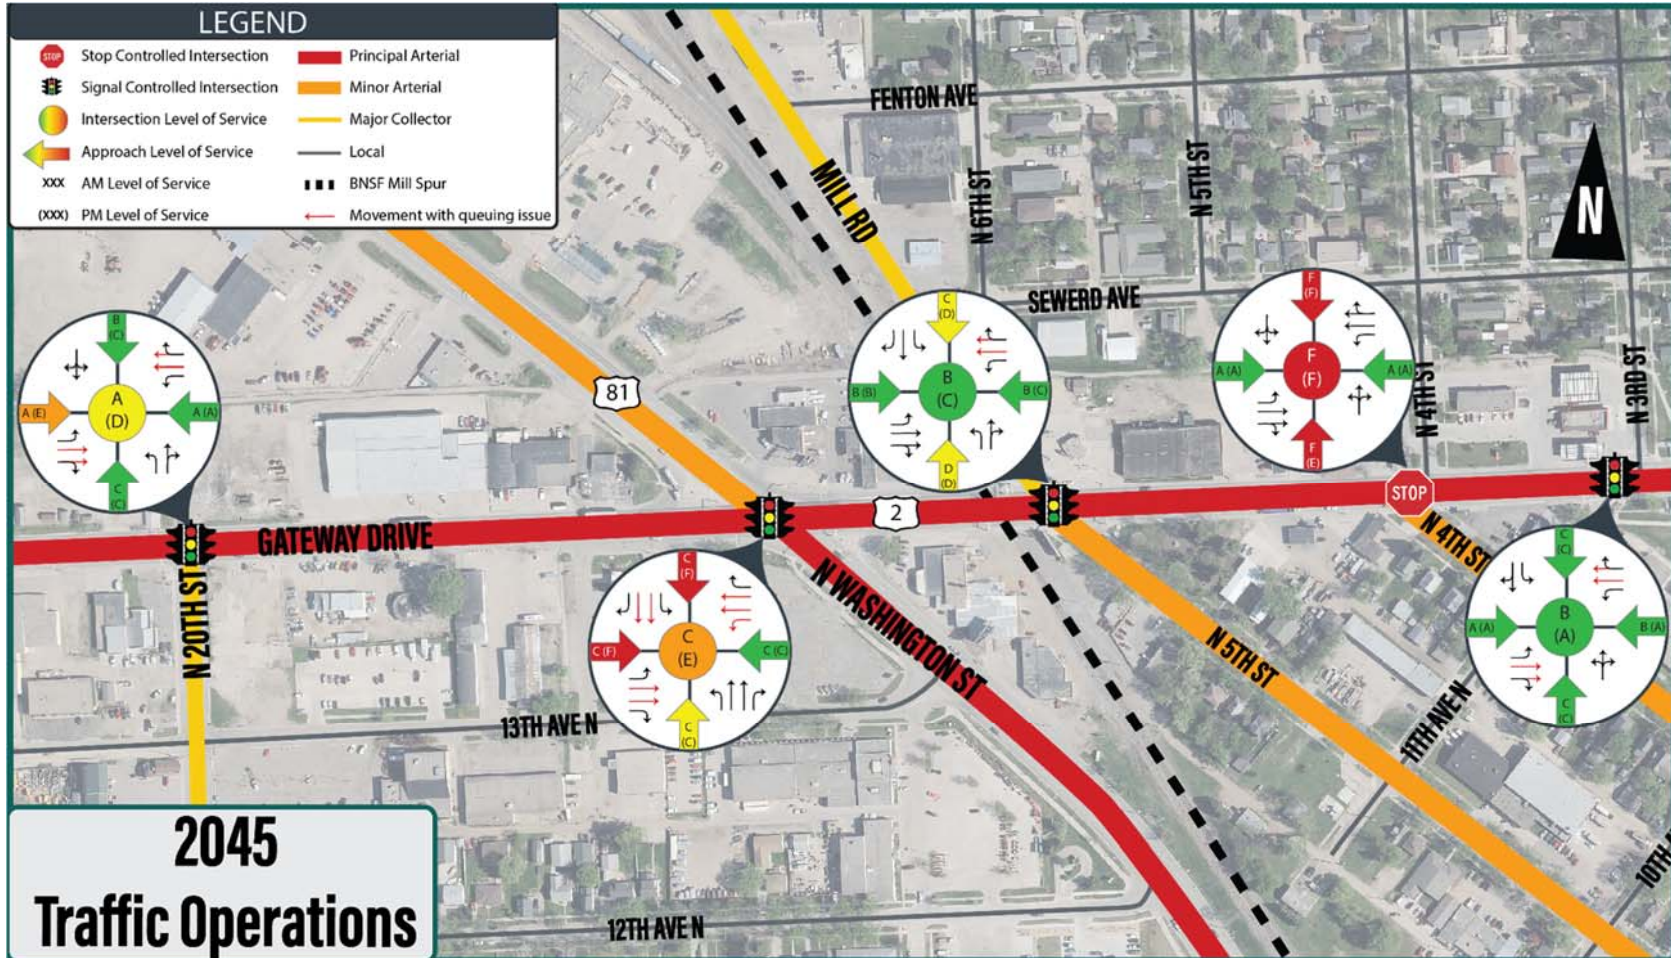 LEGEND
STOP Stop Controlled Intersection
Signal Controlled Intersection
Intersection Level of Service
Approach Level of Service
XXX AM Level of Service
(XXX) PM Level of Service
Principal Arterial
Minor Arterial
Major Collector
Local
BNSF Mill Spur
Movement with queuing issue
FENTON AVE
MILL RD
N 6TH ST
N 5TH ST
N
SEWERD AVE
N 4TH ST
N 3RD ST
81
2
GATEWAY DRIVE
STOP
N 20TH ST
N WASHINGTON ST
N 5TH ST
N 4TH ST
13TH AVE N
12TH AVE N
11TH AVE N
10TH A
B
(C)
A (E)
A
(D)
A (A)
C
(C)
C
(F)
C (F)
C
(E)
C (C)
C
(C)
C
(D)
B (B)
B
(C)
B (C)
D
(D)
F
(F)
A (A)
F
(F)
A (A)
F
(E)
C
(C)
A (A)
B
(A)
B (A)
C
(C)
2045
Traffic Operations